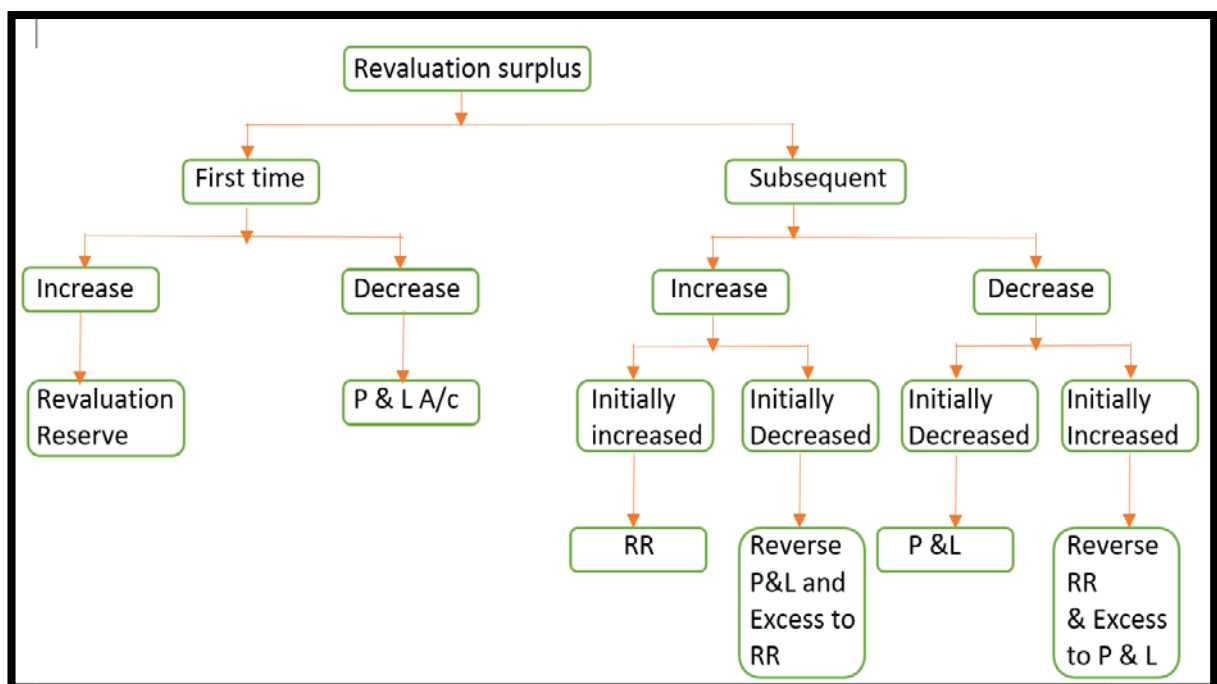 Revaluation surplus
First time
Subsequent
Increase
Decrease
Increase
Decrease
Revaluation
Reserve
P & L A/c
Initially
increased
Initially
Decreased
Initially
Decreased
Initially
Increased
RR
Reverse
P&L and
Excess to
RR
P &L
Reverse
RR
& Excess
to P & L